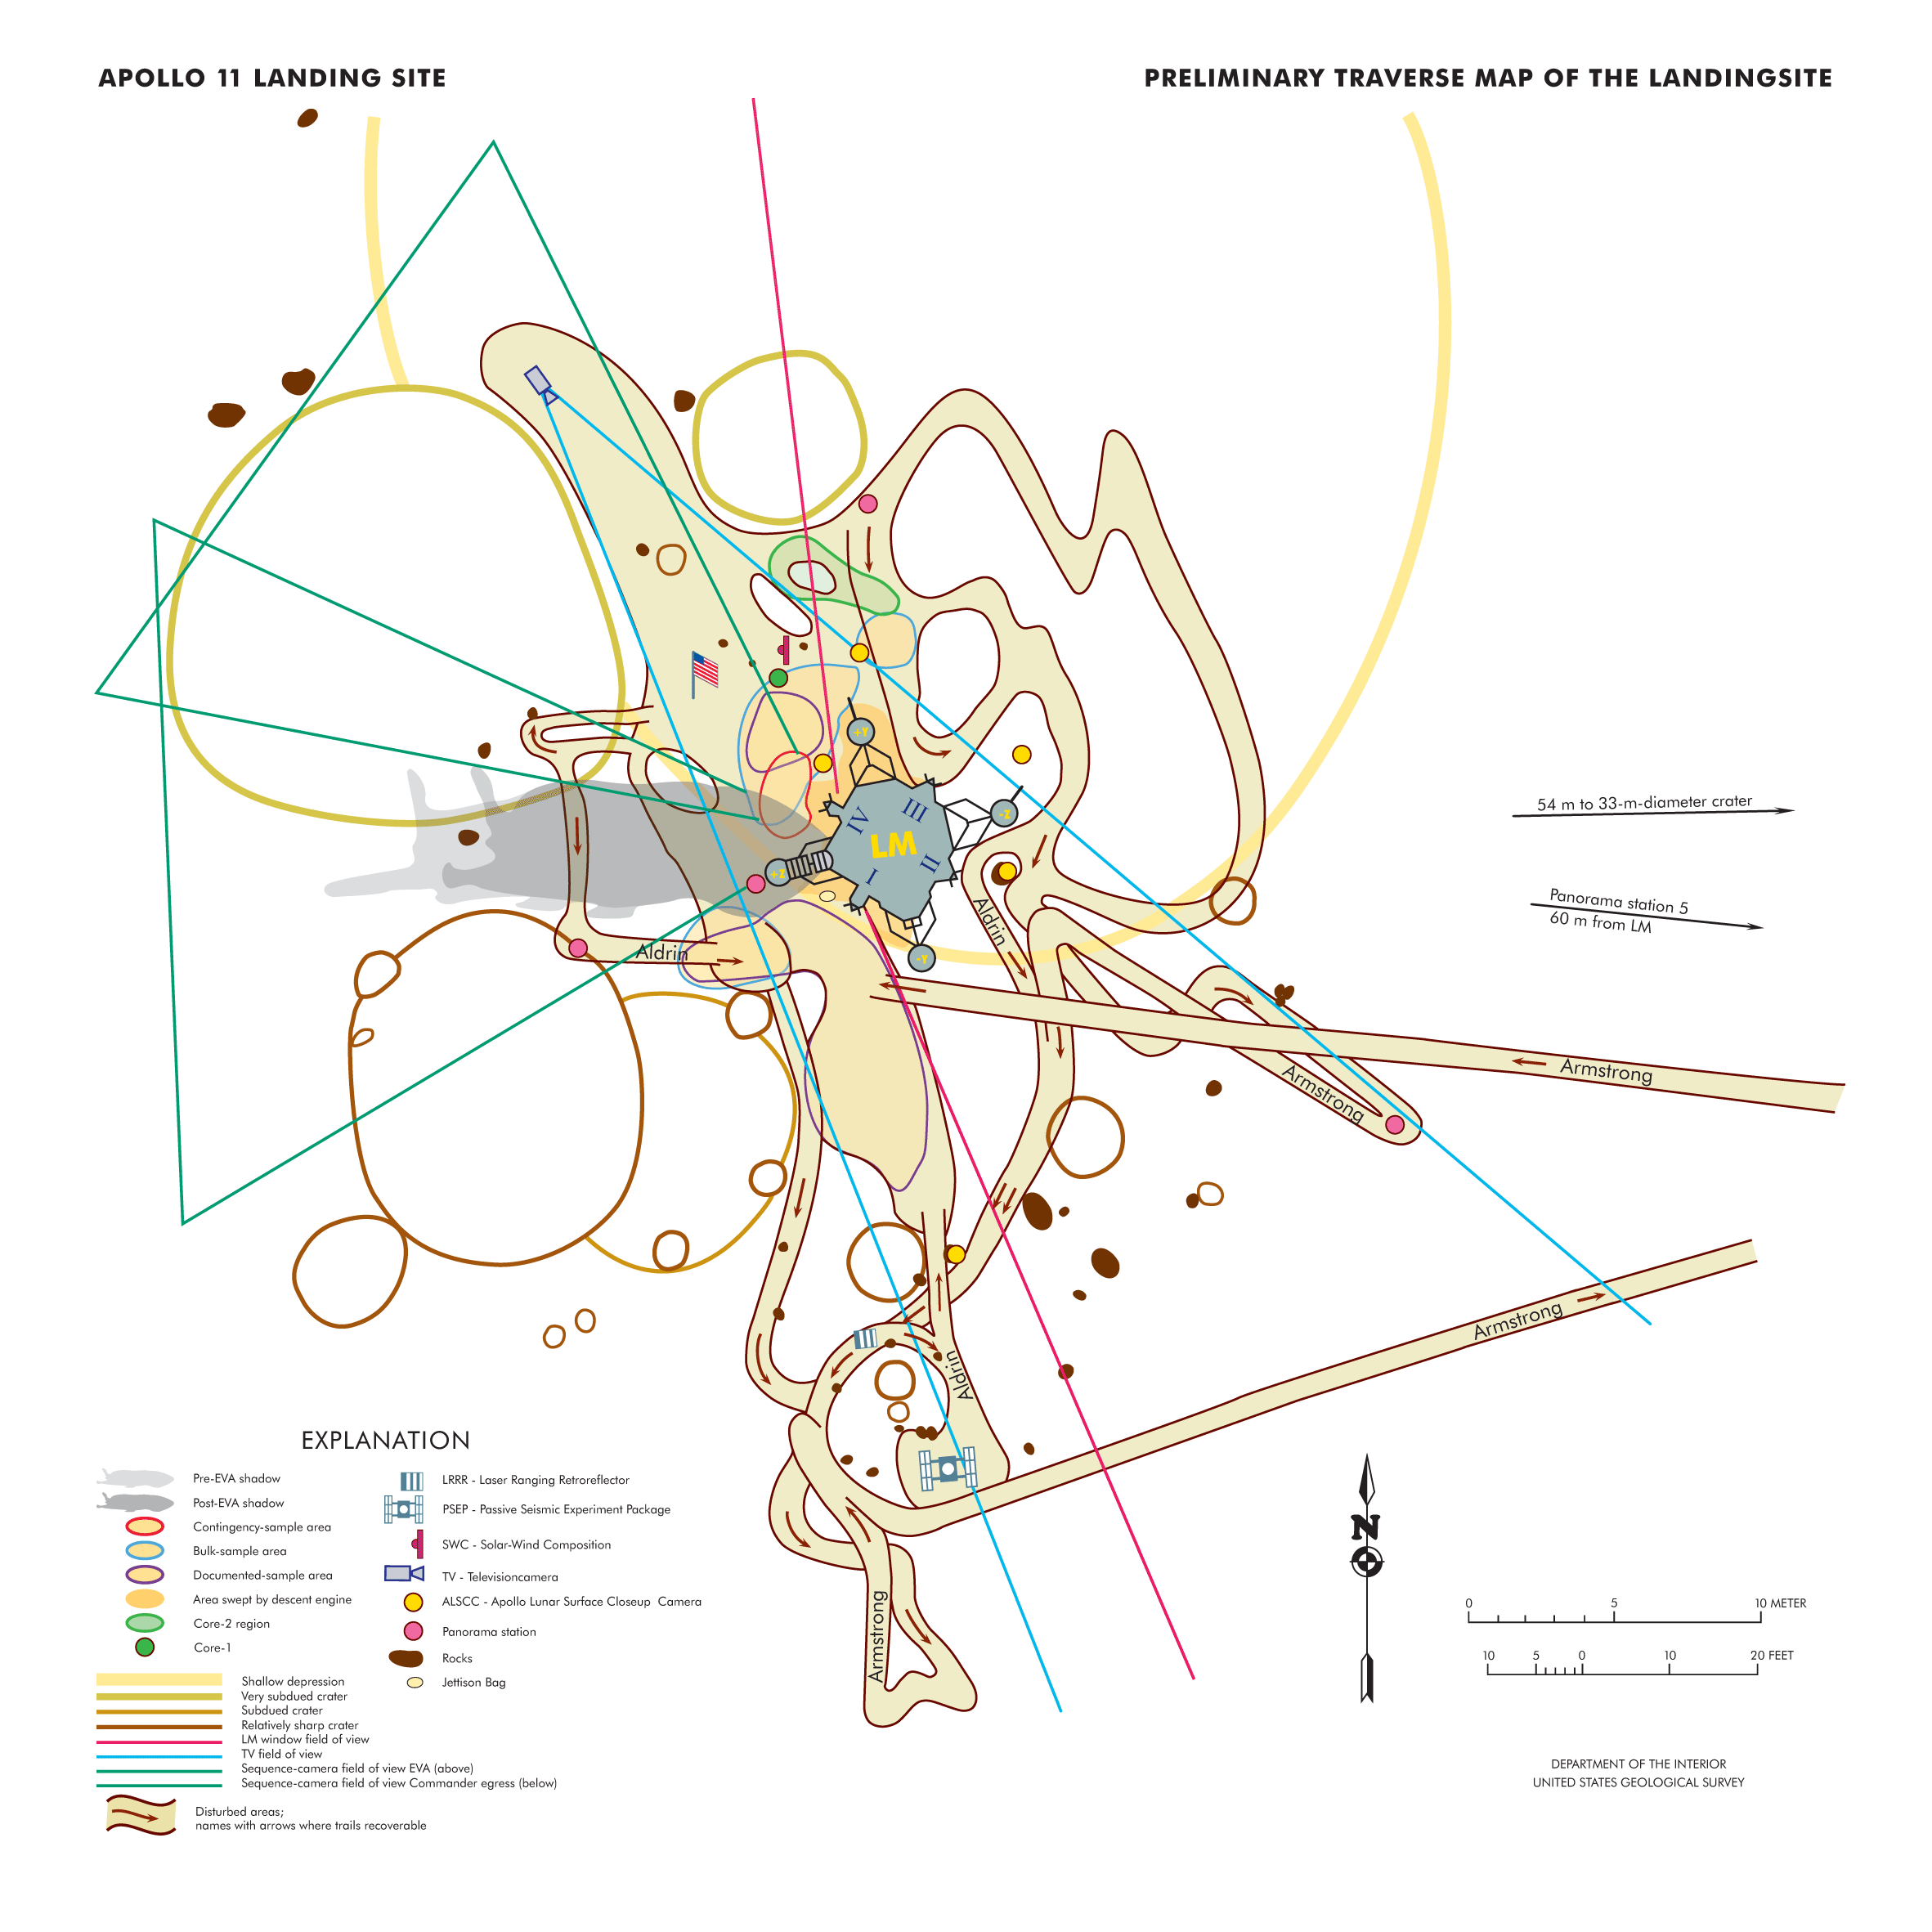 APOLLO 11 LANDING SITE
PRELIMINARY TRAVERSE MAP OF THE LANDINGSITE
+Y
III
IV
-Z
LM
II
I
+Z
-Y
54 m to 33-m-diameter crater
Panorama station 5
60 m from LM
Aldrin
Aldrin
Armstrong
Armstrong
Armstrong
Aldrin
Armstrong
EXPLANATION
Pre-EVA shadow
Post-EVA shadow
Contingency-sample area
Bulk-sample area
Documented-sample area
Area swept by descent engine
Core-2 region
Core-1
LRRR - Laser Ranging Retroreflector
PSEP - Passive Seismic Experiment Package
SWC - Solar-Wind Composition
TV - Televisioncamera
ALSCC - Apollo Lunar Surface Closeup  Camera
Panorama station
Rocks
Jettison Bag
Shallow depression
Very subdued crater
Subdued crater
Relatively sharp crater
LM window field of view
TV field of view
Sequence-camera field of view EVA (above)
Sequence-camera field of view Commander egress (below)
Disturbed areas;
names with arrows where trails recoverable
N
0 5 10 METER
10 5 0 10 20 FEET
DEPARTMENT OF THE INTERIOR
UNITED STATES GEOLOGICAL SURVEY